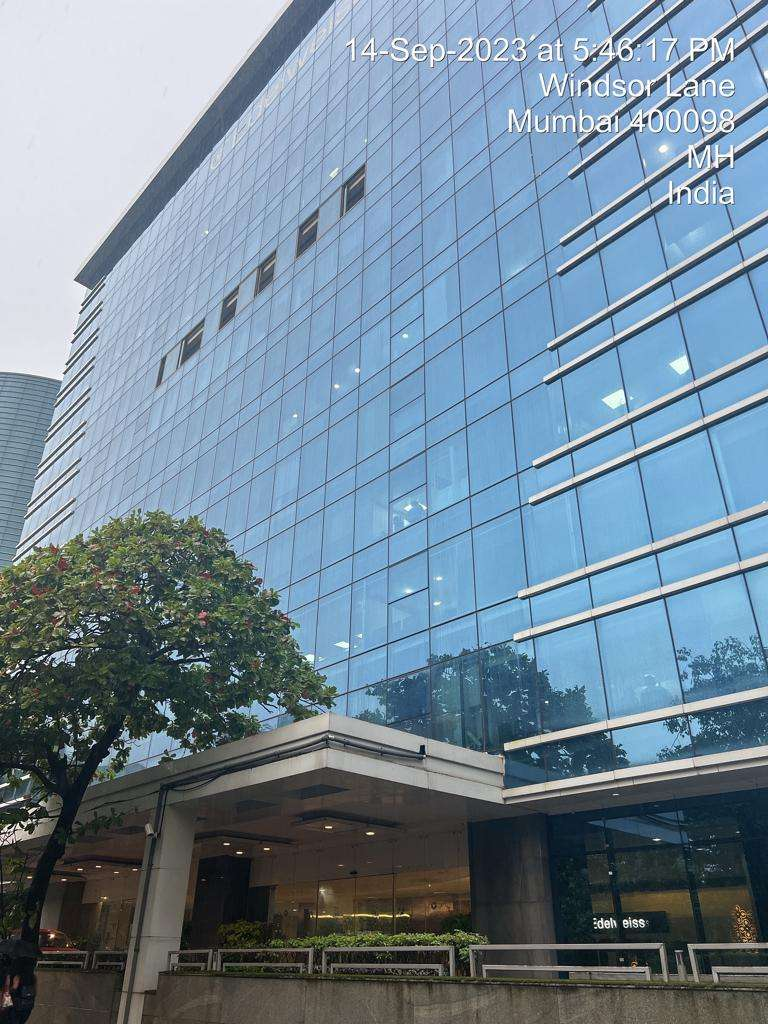 14-Sep-2023 at 5:46:17 PM
Windsor Lane
Mumbai 400098
MH
India
Edelweiss